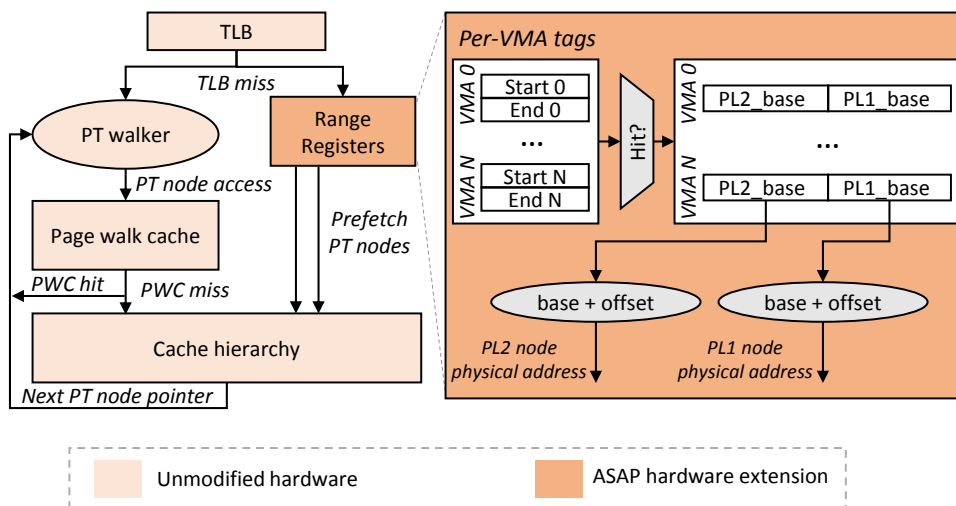 TLB
TLB miss
PT walker
Range
Registers
PT node access
Prefetch
PT nodes
Page walk cache
PWC hit
PWC miss
Cache hierarchy
Next PT node pointer
Per-VMA tags
VMA 0
Start 0
End 0
...
VMA N
Start N
End N
Hit?
VMA 0
PL2_base PL1_base
...
VMA N
PL2_base PL1_base
base + offset
base + offset
PL2 node
physical address
PL1 node
physical address
Unmodified hardware
ASAP hardware extension